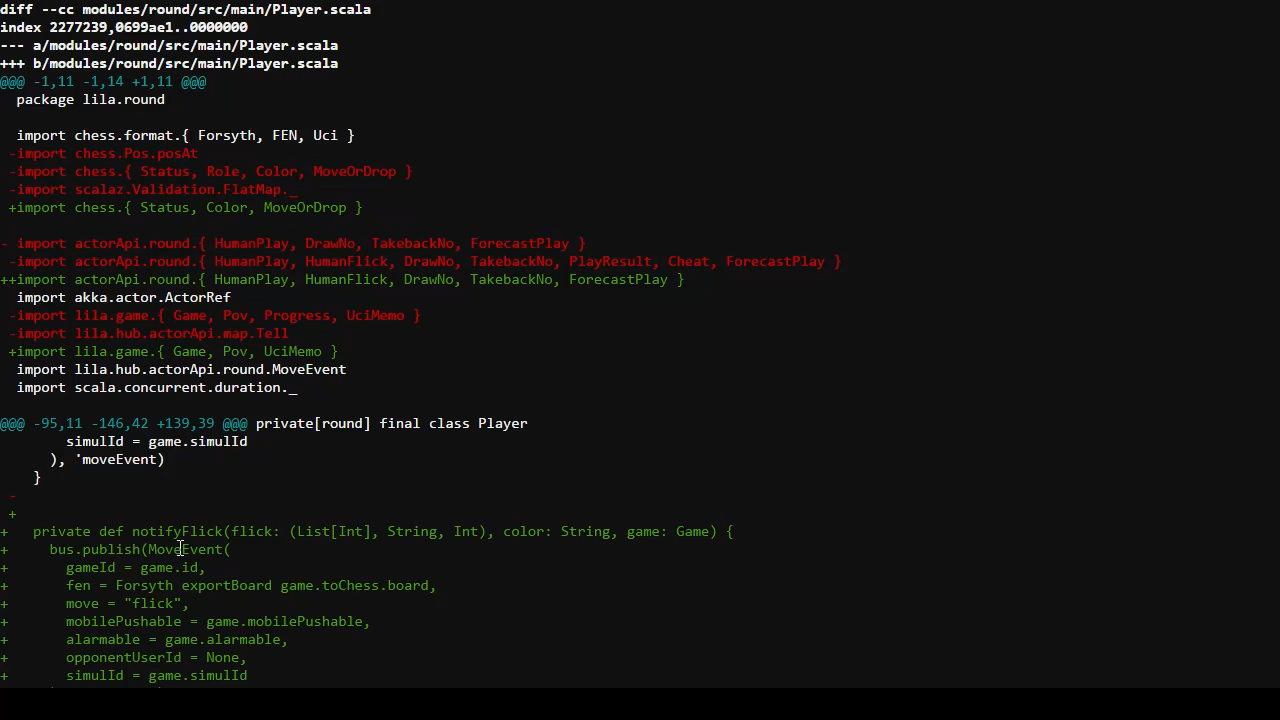 diff --cc modules/round/src/main/Player.scala
index 2277239,0699ae1..0000000
--- a/modules/round/src/main/Player.scala
+++ b/modules/round/src/main/Player.scala
@@@ -1,11 -1,14 +1,11 @@@
  package lila.round

  import chess.format.{ Forsyth, FEN, Uci }
 -import chess.Pos.posAt
 -import chess.{ Status, Role, Color, MoveOrDrop }
 -import scalaz.Validation.FlatMap._
 +import chess.{ Status, Color, MoveOrDrop }

- import actorApi.round.{ HumanPlay, DrawNo, TakebackNo, ForecastPlay }
 -import actorApi.round.{ HumanPlay, HumanFlick, DrawNo, TakebackNo, PlayResult, Cheat, ForecastPlay }
++import actorApi.round.{ HumanPlay, HumanFlick, DrawNo, TakebackNo, ForecastPlay }
  import akka.actor.ActorRef
 -import lila.game.{ Game, Pov, Progress, UciMemo }
 -import lila.hub.actorApi.map.Tell
 +import lila.game.{ Game, Pov, UciMemo }
  import lila.hub.actorApi.round.MoveEvent
  import scala.concurrent.duration._

@@@ -95,11 -146,42 +139,39 @@@ private[round] final class Player
        simulId = game.simulId
      ), 'moveEvent)
    }
 -
 +
+   private def notifyFlick(flick: (List[Int], String, Int), color: String, game: Game) {
+     bus.publish(MoveEvent(
+       gameId = game.id,
+       fen = Forsyth exportBoard game.toChess.board,
+       move = "flick",
+       mobilePushable = game.mobilePushable,
+       alarmable = game.alarmable,
+       opponentUserId = None,
+       simulId = game.simulId